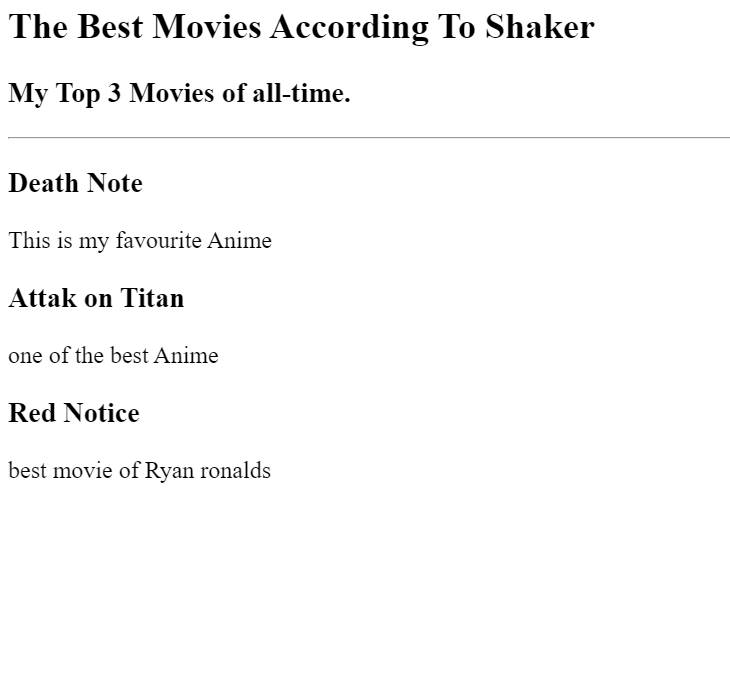 The Best Movies According To Shaker
My Top 3 Movies of all-time.
Death Note
This is my favourite Anime
Attak on Titan
one of the best Anime
Red Notice
best movie of Ryan ronalds